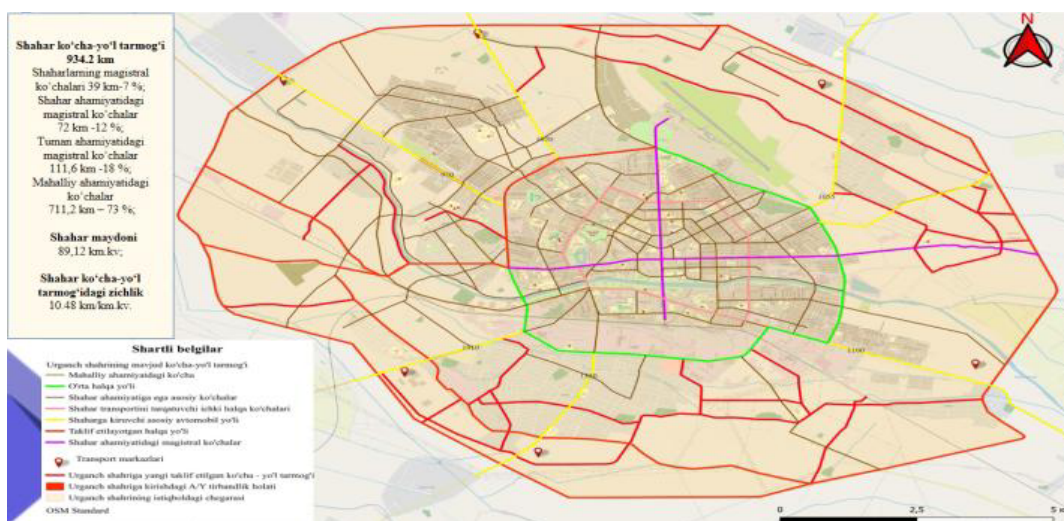 Shahar ko‘cha-yo‘l tarmog‘i
934.2 km
Shaharlarning magistral
ko‘chalari 39 km-7 %;
Shahar ahamiyatidagi
magistral ko‘chalar
72 km -12 %;
Tuman ahamiyatidagi
magistral ko‘chalar
111,6 km -18 %;
Mahalliy ahamiyatidagi
ko‘chalar
711,2 km – 73 %;
Shahar maydoni
89,12 km.kv;
Shahar ko‘cha-yo‘l
tarmog‘idagi zichlik
10.48 km/km.kv.
Shartli belgilar
Urganch shahrining mavjud ko'cha-yo'l tarmog'i
Mahalliy ahamiyatidagi ko'cha
O'rta halqa yo'li
Shahar ahamiyatiga ega asosiy ko'chalar
Shahar transportini tarqatuvchi ichki halqa ko'chalari
Shaharga kiruvchi asosiy avtomobil yo'li
Taklif etilayotgan halqa yo'li
Shahar ahamiyatidagi magistral ko'chalar
Transport markazlari
Urganch shahriga yangi taklif etilgan ko'cha - yo'l tarmog'i
Urganch shahriga kirishdagi A/Y tirbandlik holati
Urganch shahrining istiqboldagi chegarasi
OSM Standard
N
970
1100
0 2,5 5